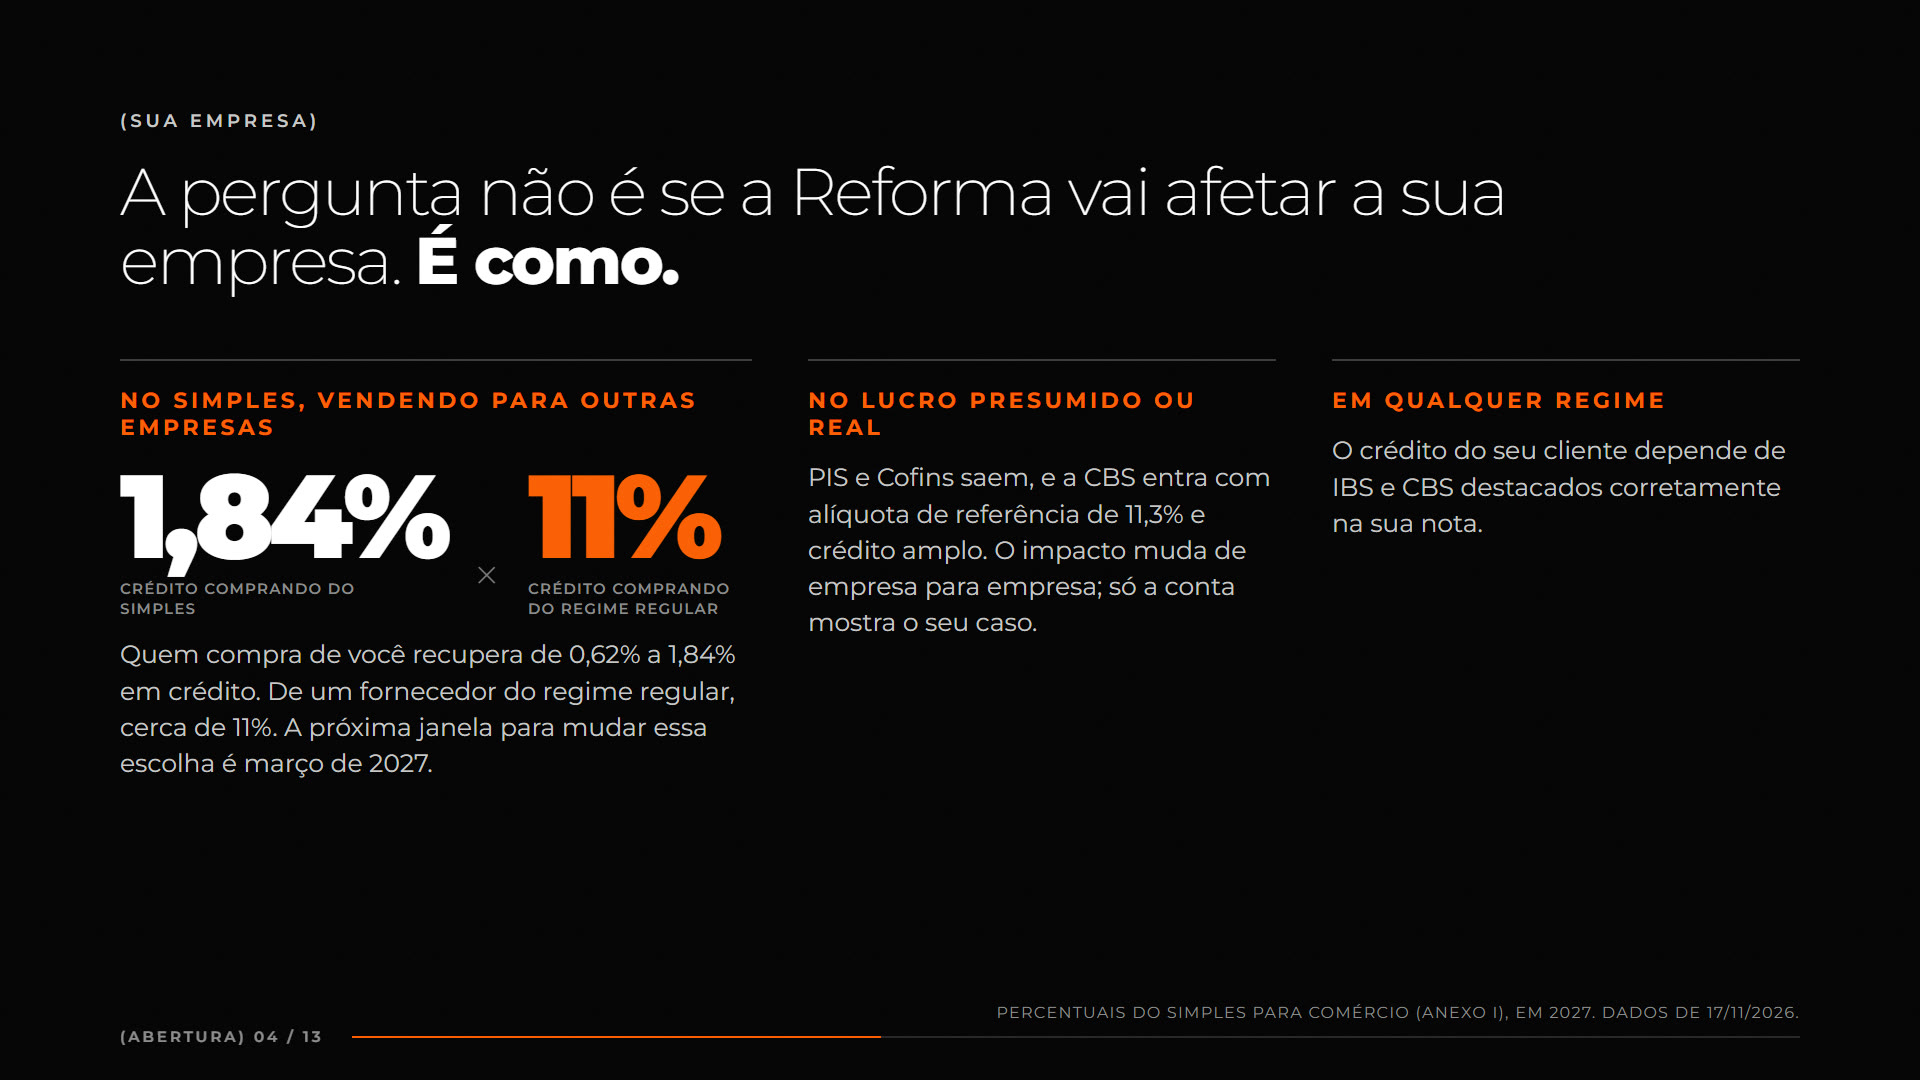 (SUA EMPRESA)
A pergunta não é se a Reforma vai afetar a sua
empresa. É como.
NO SIMPLES, VENDENDO PARA OUTRAS
EMPRESAS
1,84%
CRÉDITO COMPRANDO DO
SIMPLES
×
11%
CRÉDITO COMPRANDO
DO REGIME REGULAR
Quem compra de você recupera de 0,62% a 1,84%
em crédito. De um fornecedor do regime regular,
cerca de 11%. A próxima janela para mudar essa
escolha é março de 2027.
NO LUCRO PRESUMIDO OU
REAL
PIS e Cofins saem, e a CBS entra com
alíquota de referência de 11,3% e
crédito amplo. O impacto muda de
empresa para empresa; só a conta
mostra o seu caso.
EM QUALQUER REGIME
O crédito do seu cliente depende de
IBS e CBS destacados corretamente
na sua nota.
PERCENTUAIS DO SIMPLES PARA COMÉRCIO (ANEXO I), EM 2027. DADOS DE 17/11/2026.
(ABERTURA) 04 / 13